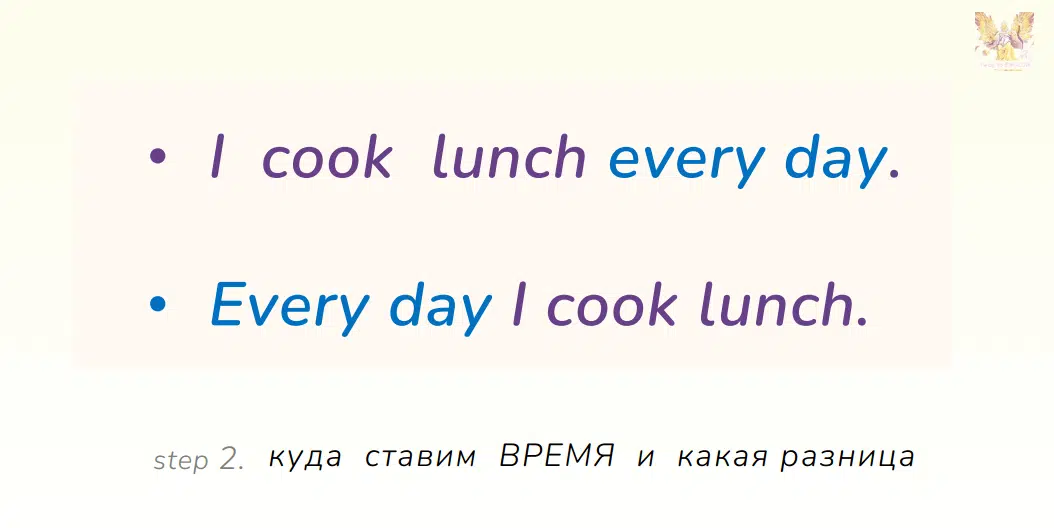 • I cook lunch every day.
• Every day I cook lunch.
step 2. куда ставим ВРЕМЯ и какая разница